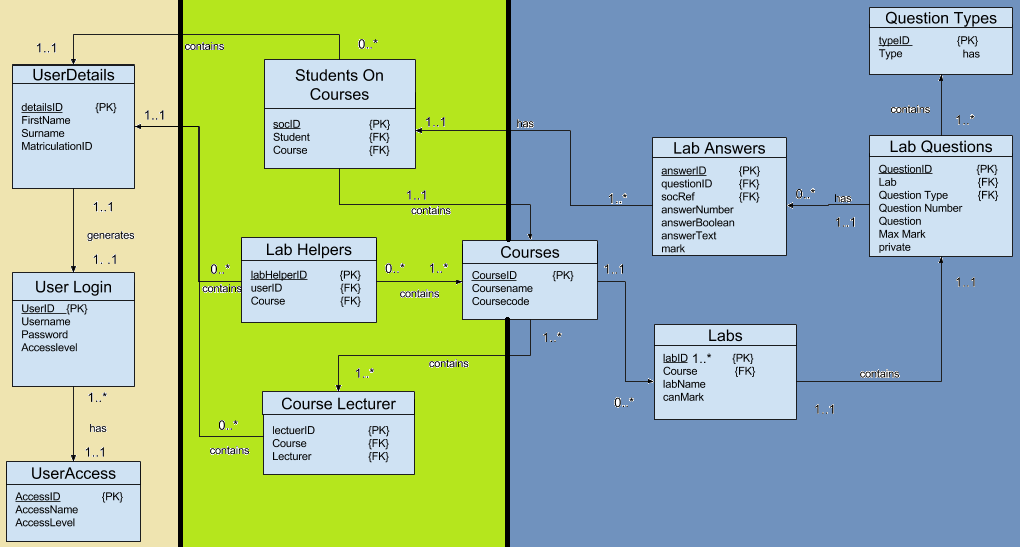 1..1
contains
0..*
UserDetails
detailsID {PK}
FirstName
Surname
MatriculationID
1..1
1..1
generates
1. .1
User Login
UserID {PK}
Username
Password
Accesslevel
1..*
has
1..1
UserAccess
AccessID {PK}
AccessName
AccessLevel
Students On
Courses
socID {PK}
Student {FK}
Course {FK}
1..1
has
1..1
contains
Lab Helpers
labHelperID {PK}
userID {FK}
Course {FK}
0..*
contains
0..*
1..*
contains
Courses
CourseID {PK}
Coursename
Coursecode
1..1
1..*
contains
1..*
Course Lecturer
lectuerID {PK}
Course {FK}
Lecturer {FK}
0..*
contains
Question Types
typeID {PK}
Type has
contains
1..*
Lab Answers
answerID {PK}
questionID {FK}
socRef {FK}
answerNumber
answerBoolean
answerText
mark
1..*
0..*
has
1..1
Lab Questions
QuestionID {PK}
Lab {FK}
Question Type {FK}
Question Number
Question
Max Mark
private
1..1
Labs
labID 1..* {PK}
Course {FK}
labName
canMark
0..*
contains
1..1